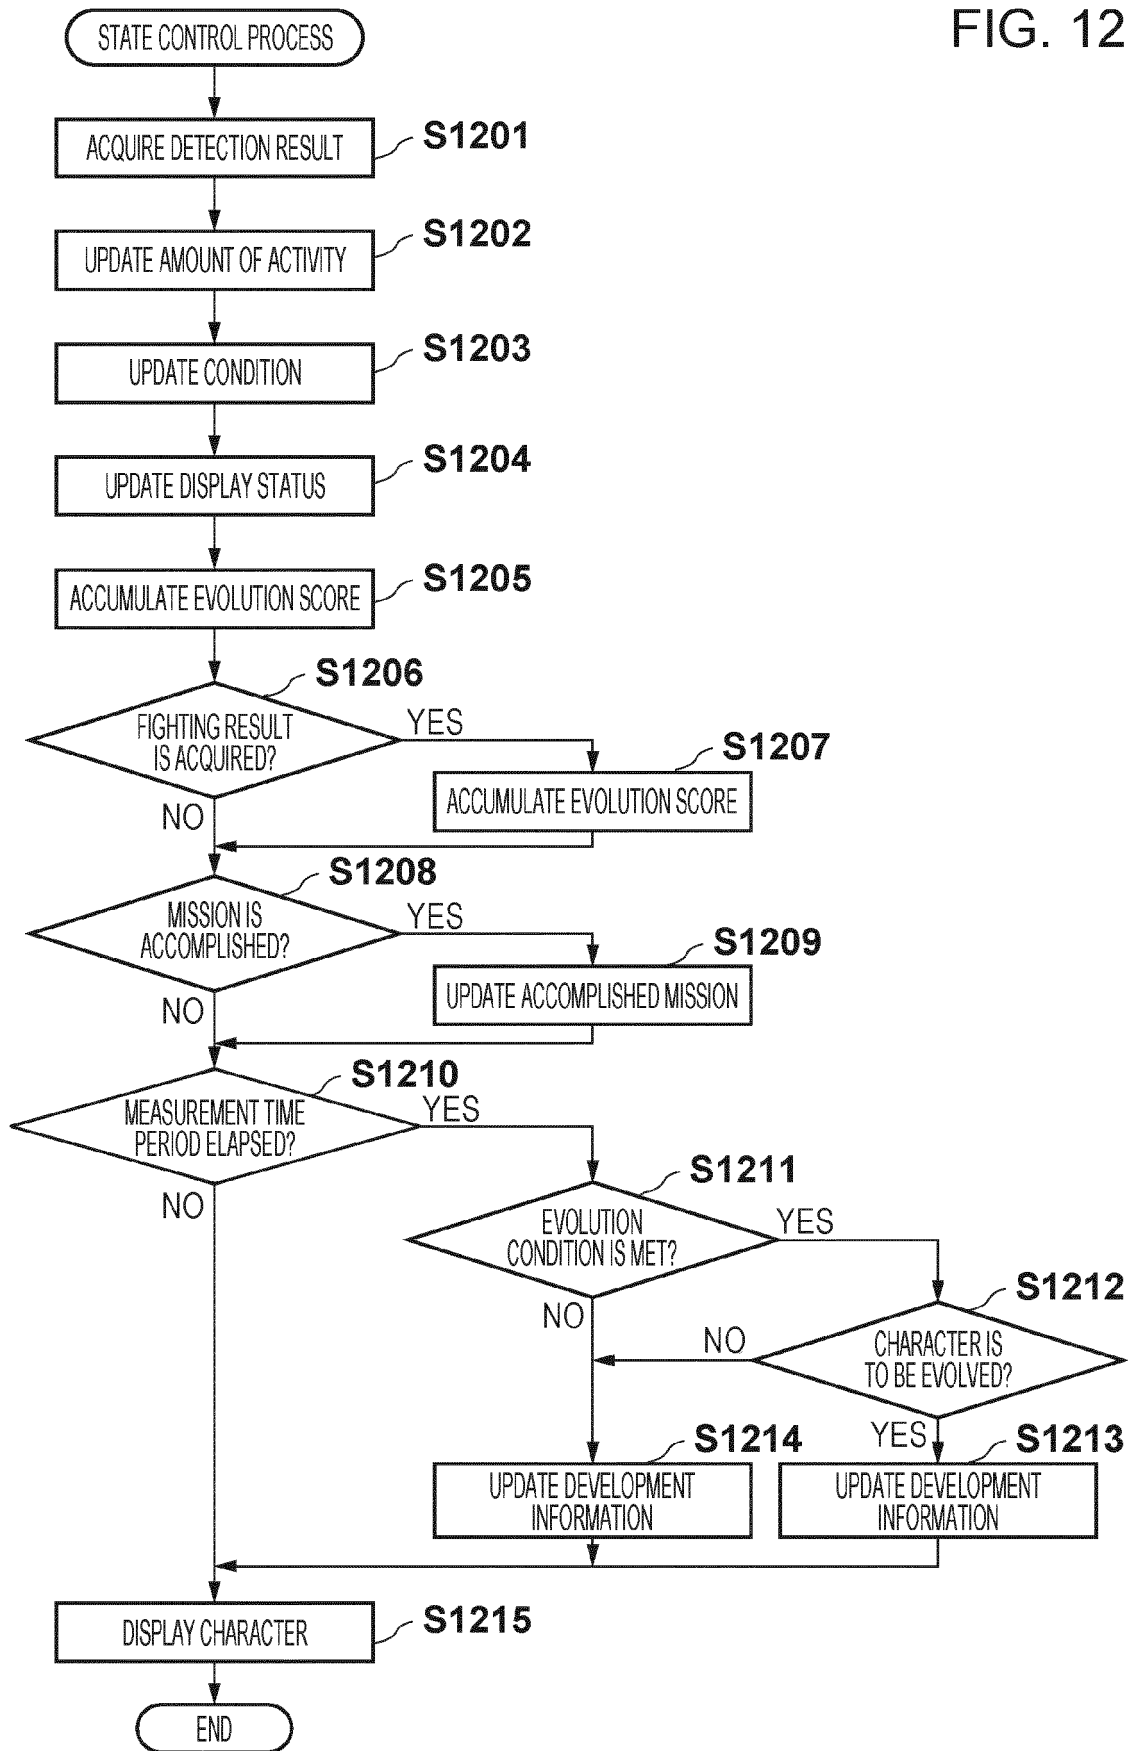 FIG. 12
STATE CONTROL PROCESS
ACQUIRE DETECTION RESULT
S1201
UPDATE AMOUNT OF ACTIVITY
S1202
UPDATE CONDITION
S1203
UPDATE DISPLAY STATUS
S1204
ACCUMULATE EVOLUTION SCORE
S1205
S1206
FIGHTING RESULT
IS ACQUIRED?
YES
NO
S1207
ACCUMULATE EVOLUTION SCORE
S1208
MISSION IS
ACCOMPLISHED?
YES
NO
S1209
UPDATE ACCOMPLISHED MISSION
S1210
MEASUREMENT TIME
PERIOD ELAPSED?
YES
NO
S1211
EVOLUTION
CONDITION IS MET?
YES
NO
S1212
CHARACTER IS
TO BE EVOLVED?
NO
YES
S1214
UPDATE DEVELOPMENT
INFORMATION
S1213
UPDATE DEVELOPMENT
INFORMATION
DISPLAY CHARACTER
S1215
END